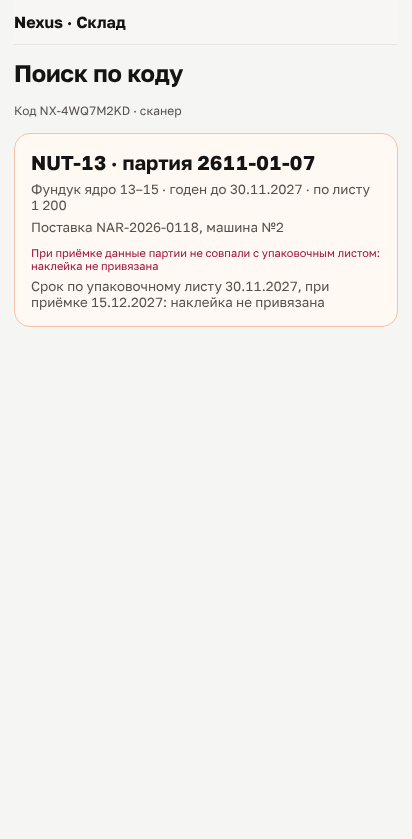 Nexus · Склад
Поиск по коду
Код NX-4WQ7M2KD · сканер
NUT-13 · партия 2611-01-07
Фундук ядро 13–15 · годен до 30.11.2027 · по листу
1 200
Поставка NAR-2026-0118, машина №2
При приёмке данные партии не совпали с упаковочным листом:
наклейка не привязана
Срок по упаковочному листу 30.11.2027, при
приёмке 15.12.2027: наклейка не привязана